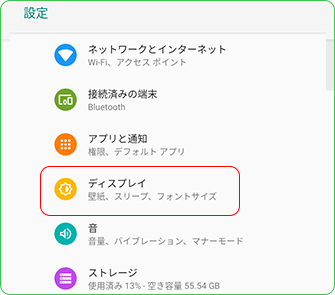 設定
ネットワークとインターネット
Wi-Fi、アクセス ポイント
接続済みの端末
Bluetooth
アプリと通知
権限、デフォルト アプリ
ディスプレイ
壁紙、スリープ、フォントサイズ
音
音量、バイブレーション、マナーモード
ストレージ
使用済み 13% - 空き容量 55.54 GB